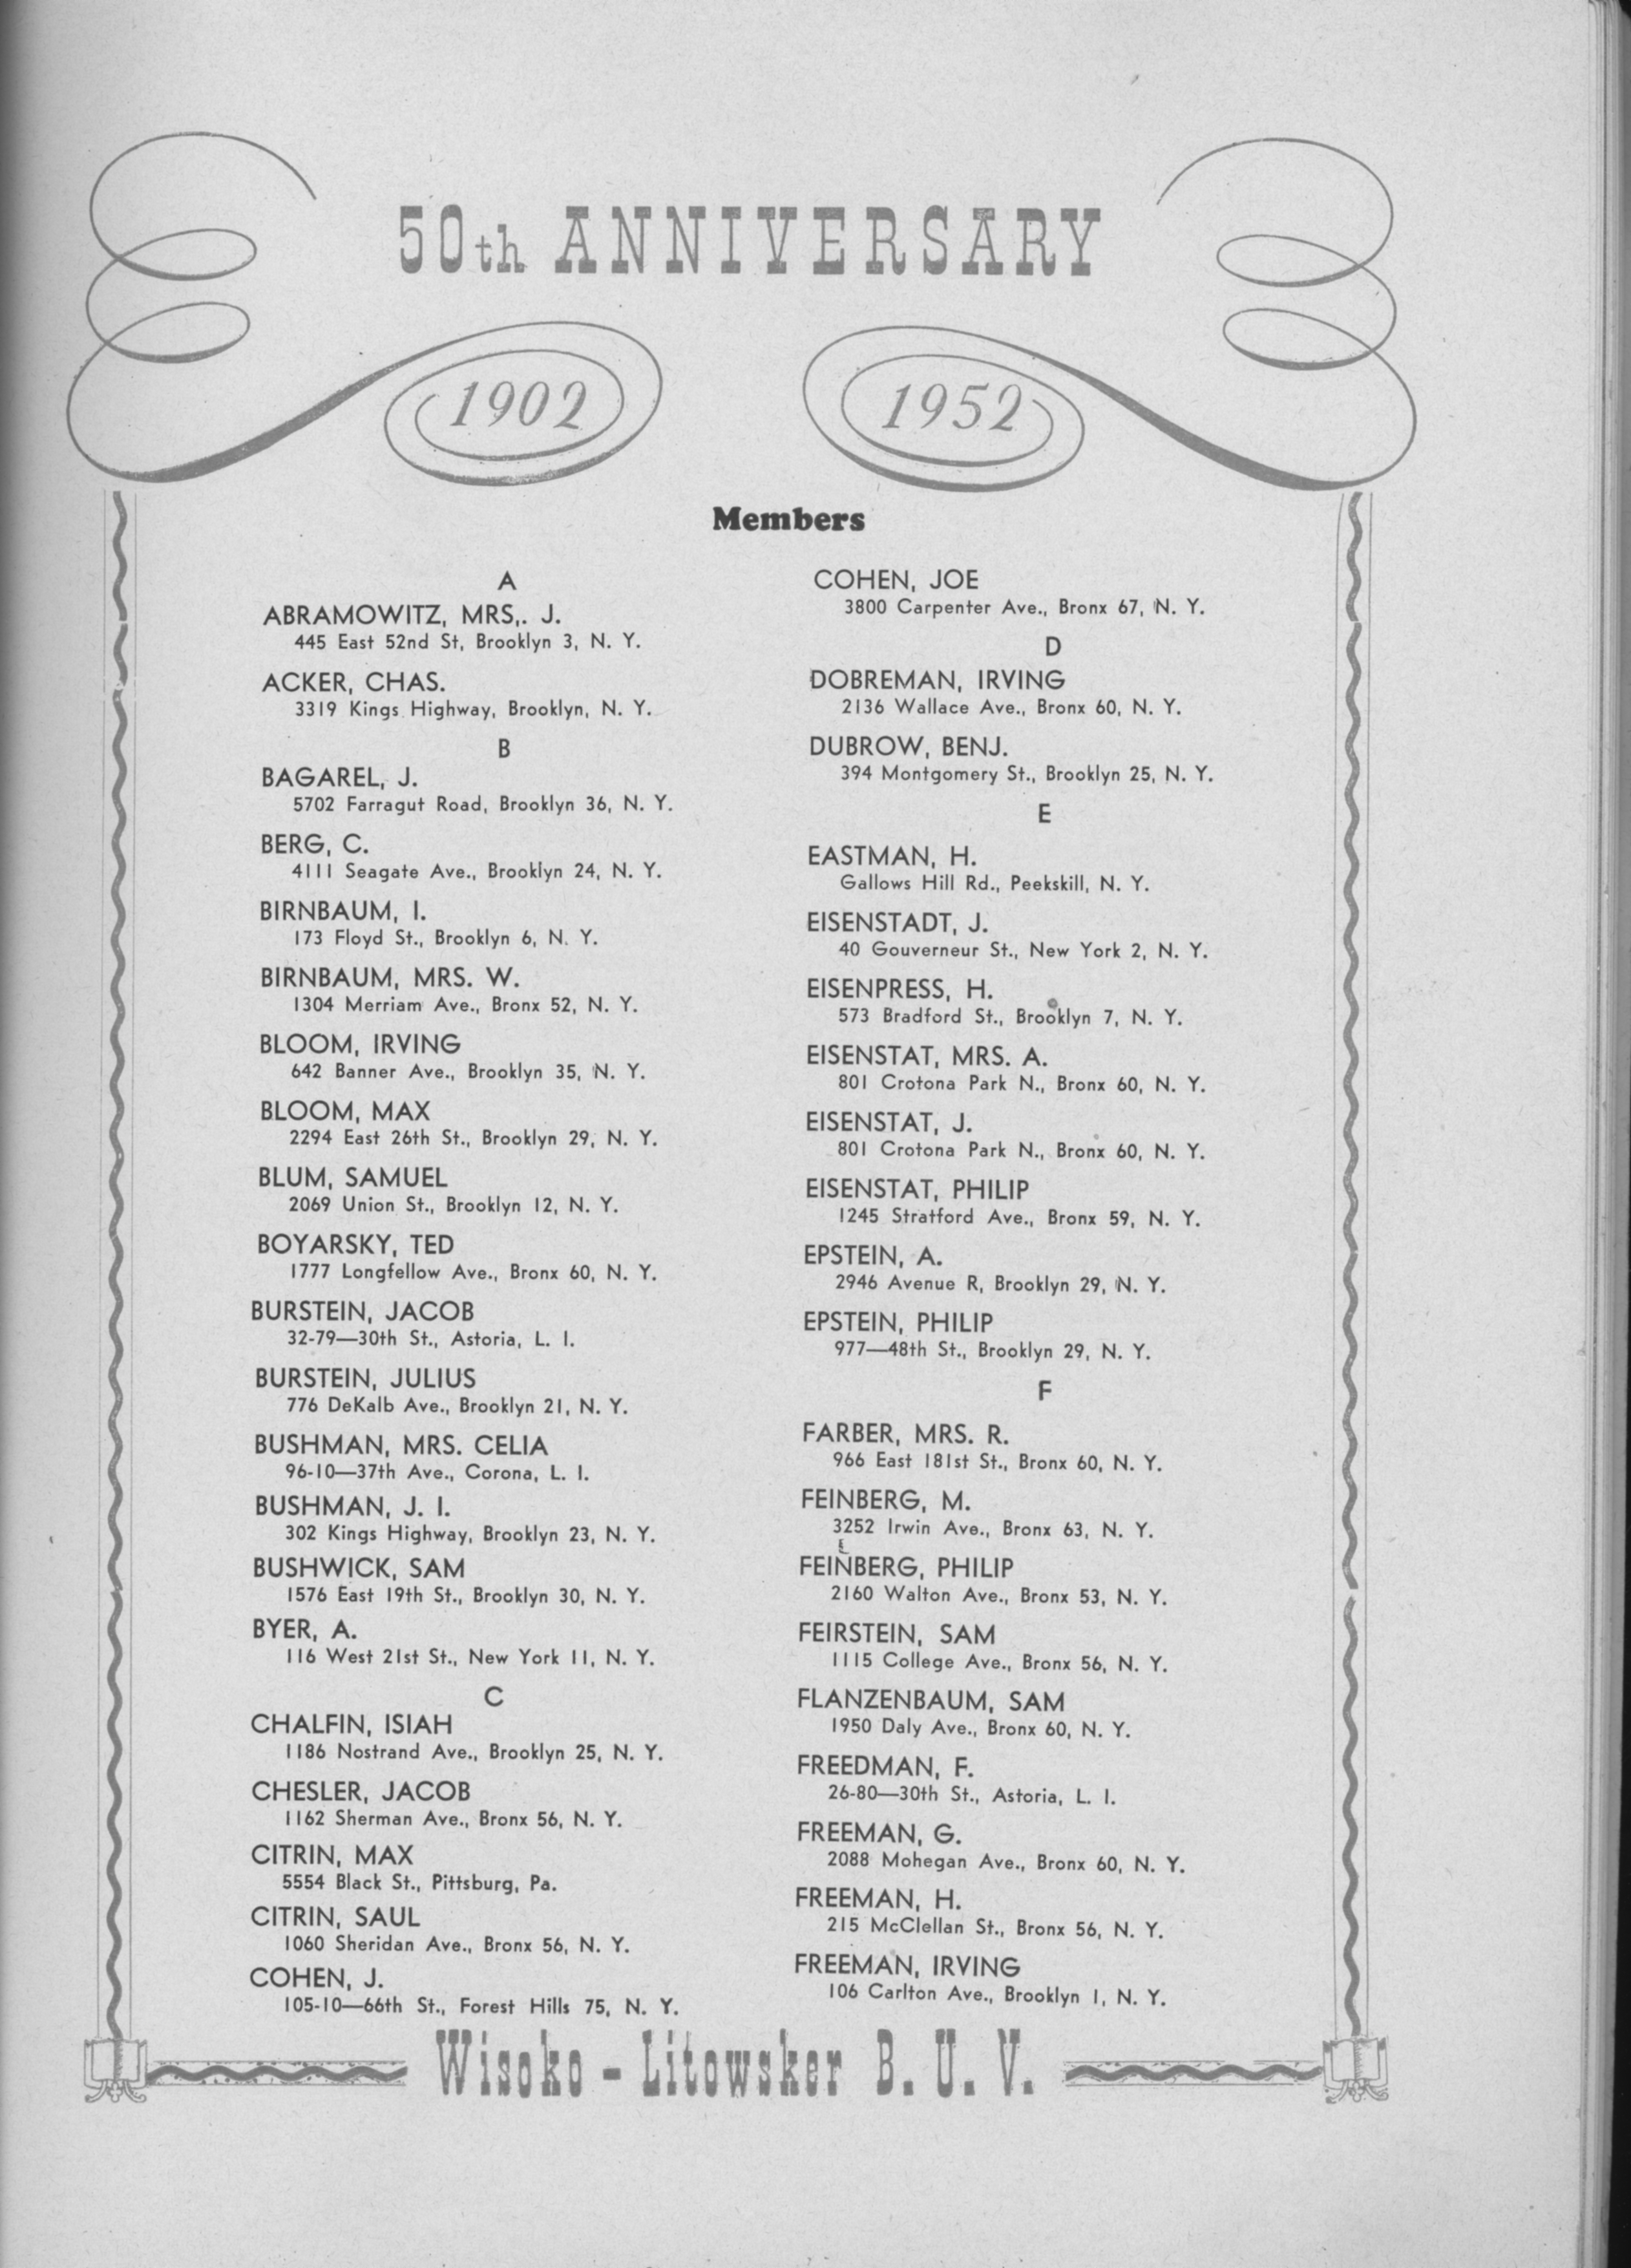 50th ANNIVERSARY
1902
1952
Members
A
ABRAMOWITZ, MRS,. J.
445 East 52nd St, Brooklyn 3, N. Y.
ACKER, CHAS.
3319 Kings Highway, Brooklyn, N. Y.
B
BAGAREL, J.
5702 Farragut Road, Brooklyn 36, N. Y.
BERG, C.
4111 Seagate Ave., Brooklyn 24, N. Y.
BIRNBAUM, I.
173 Floyd St., Brooklyn 6, N. Y.
BIRNBAUM, MRS. W.
1304 Merriam Ave., Bronx 52, N. Y.
BLOOM, IRVING
642 Banner Ave., Brooklyn 35, N. Y.
BLOOM, MAX
2294 East 26th St., Brooklyn 29, N. Y.
BLUM, SAMUEL
2069 Union St., Brooklyn 12, N. Y.
BOYARSKY, TED
1777 Longfellow Ave., Bronx 60, N. Y.
BURSTEIN, JACOB
32-79—30th St., Astoria, L. I.
BURSTEIN, JULIUS
776 DeKalb Ave., Brooklyn 21, N. Y.
BUSHMAN, MRS. CELIA
96-10—37th Ave., Corona, L. I.
BUSHMAN, J. I.
302 Kings Highway, Brooklyn 23, N. Y.
BUSHWICK, SAM
1576 East 19th St., Brooklyn 30, N. Y.
BYER, A.
116 West 21st St., New York 11, N. Y.
C
CHALFIN, ISIAH
1186 Nostrand Ave., Brooklyn 25, N. Y.
CHESLER, JACOB
1162 Sherman Ave., Bronx 56, N. Y.
CITRIN, MAX
5554 Black St., Pittsburg, Pa.
CITRIN, SAUL
1060 Sheridan Ave., Bronx 56, N. Y.
COHEN, J.
105-10—66th St., Forest Hills 75, N. Y.
COHEN, JOE
3800 Carpenter Ave., Bronx 67, N. Y.
D
DOBREMAN, IRVING
2136 Wallace Ave., Bronx 60, N. Y.
DUBROW, BENJ.
394 Montgomery St., Brooklyn 25, N. Y.
E
EASTMAN, H.
Gallows Hill Rd., Peekskill, N. Y.
EISENSTADT, J.
40 Gouverneur St., New York 2, N. Y.
EISENPRESS, H.
573 Bradford St., Brooklyn 7, N. Y.
EISENSTAT, MRS. A.
801 Crotona Park N., Bronx 60, N. Y.
EISENSTAT, J.
801 Crotona Park N., Bronx 60, N. Y.
EISENSTAT, PHILIP
1245 Stratford Ave., Bronx 59, N. Y.
EPSTEIN, A.
2946 Avenue R, Brooklyn 29, N. Y.
EPSTEIN, PHILIP
977—48th St., Brooklyn 29, N. Y.
F
FARBER, MRS. R.
966 East 181st St., Bronx 60, N. Y.
FEINBERG, M.
3252 Irwin Ave., Bronx 63, N. Y.
FEINBERG, PHILIP
2160 Walton Ave., Bronx 53, N. Y.
FEIRSTEIN, SAM
1115 College Ave., Bronx 56, N. Y.
FLANZENBAUM, SAM
1950 Daly Ave., Bronx 60, N. Y.
FREEDMAN, F.
26-80—30th St., Astoria, L. I.
FREEMAN, G.
2088 Mohegan Ave., Bronx 60, N. Y.
FREEMAN, H.
215 McClellan St., Bronx 56, N. Y.
FREEMAN, IRVING
106 Carlton Ave., Brooklyn 1, N. Y.
Wisoko - Litowsker B. U. V.